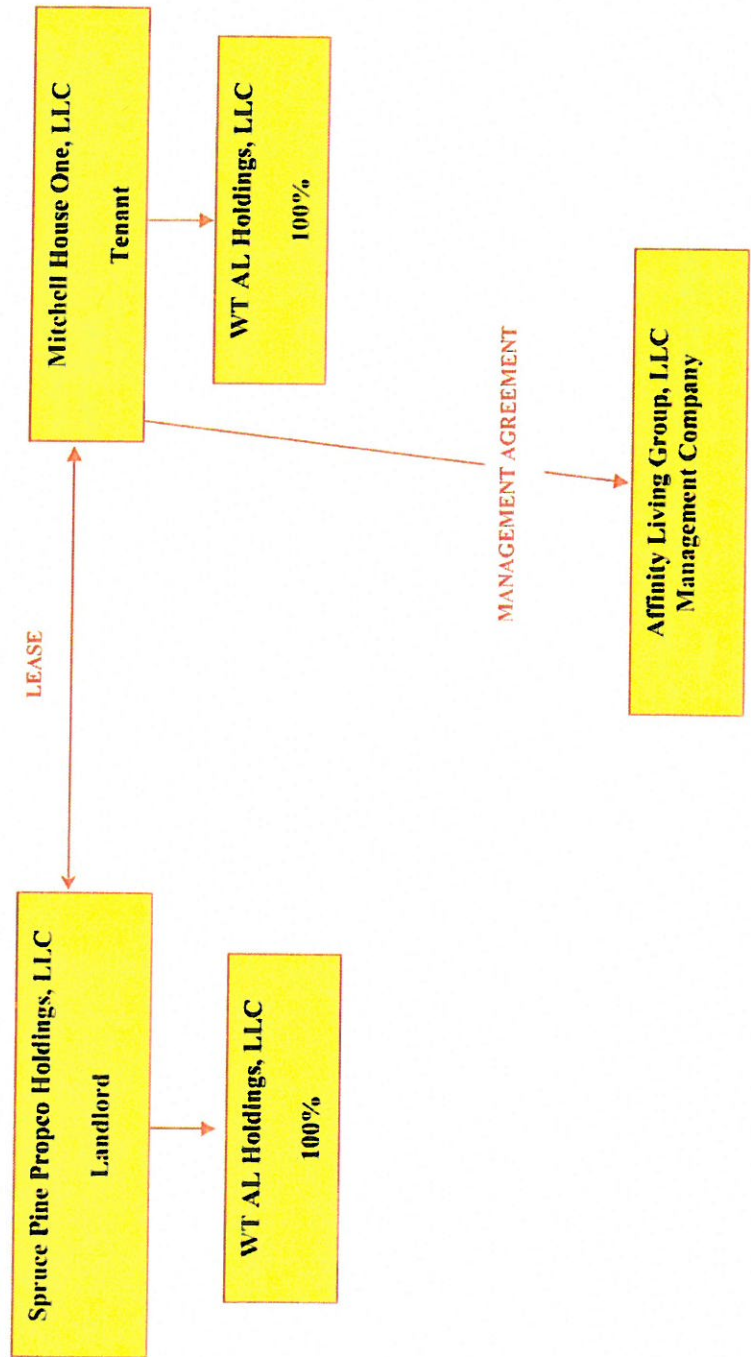 Spruce Pine Propco Holdings, LLC
Landlord
LEASE
Mitchell House One, LLC
Tenant
WT AL Holdings, LLC
100%
WT AL Holdings, LLC
100%
MANAGEMENT AGREEMENT
Affinity Living Group, LLC
Management Company